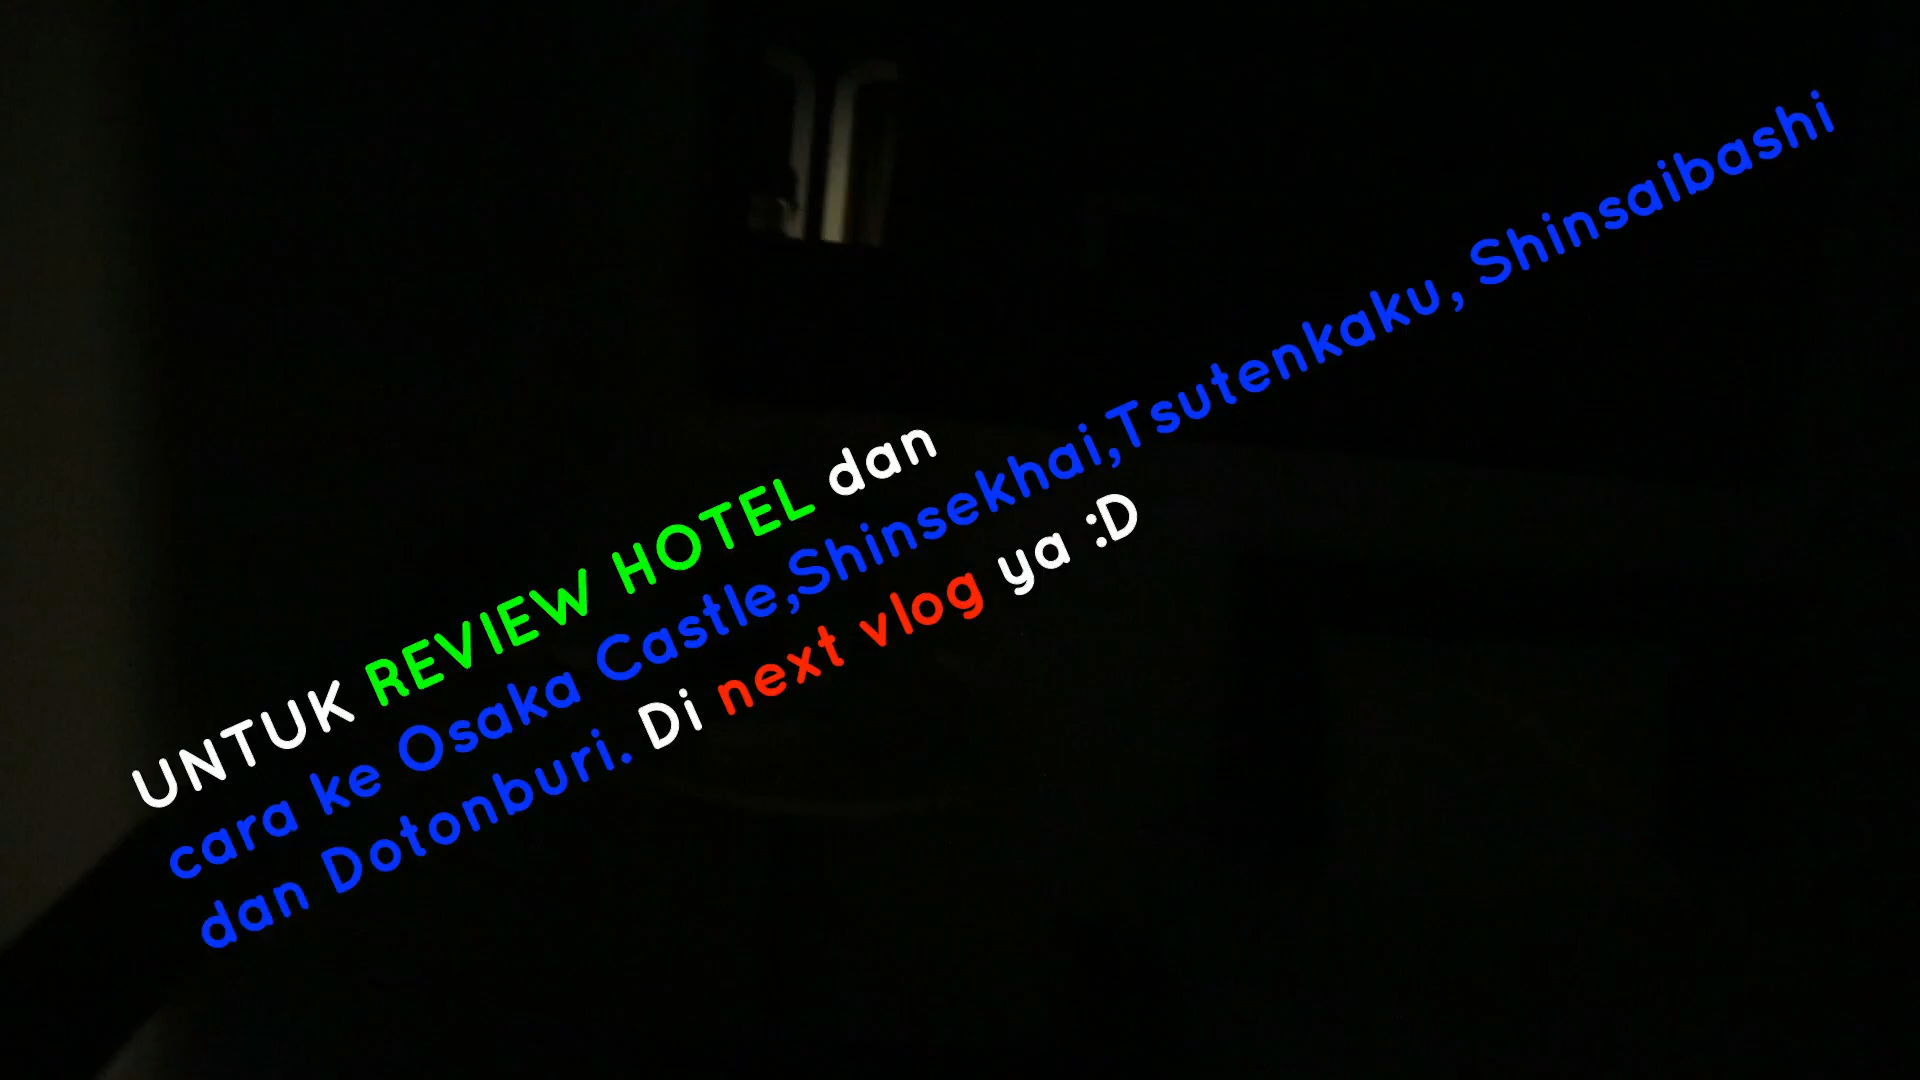 UNTUK REVIEW HOTEL dan
cara ke Osaka Castle,Shinsekhai,Tsutenkaku, Shinsaibashi
dan Dotonburi. Di next vlog ya :D